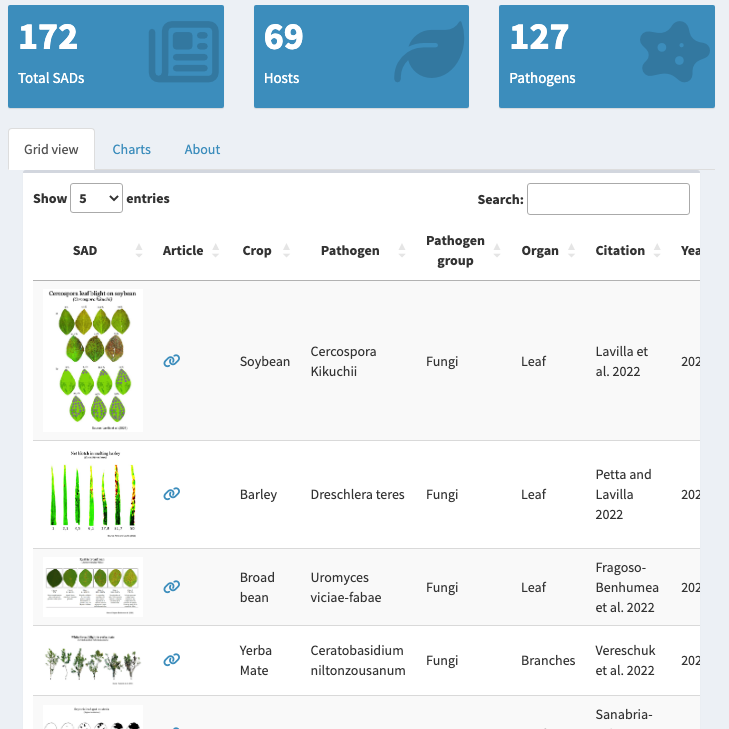 172
Total SADs
69
Hosts
127
Pathogens
Grid view Charts About
Show 5 entries
Search:
SAD Article Crop Pathogen Pathogen group Organ Citation Yea
Cercospora leaf blight on soybean
(Cercospora kikuchii)
Soybean
Cercospora
Kikuchii
Fungi
Leaf
Lavilla et
al. 2022
202
Net blotch in malting barley
Barley
Dreschlera teres
Fungi
Leaf
Petta and
Lavilla
2022
202
Broad
bean
Uromyces
viciae-fabae
Fungi
Leaf
Fragoso-
Benhumea
et al. 2022
202
Yerba
Mate
Ceratobasidium
niltonzousanum
Fungi
Branches
Vereschuk
et al. 2022
202
Sanabria-